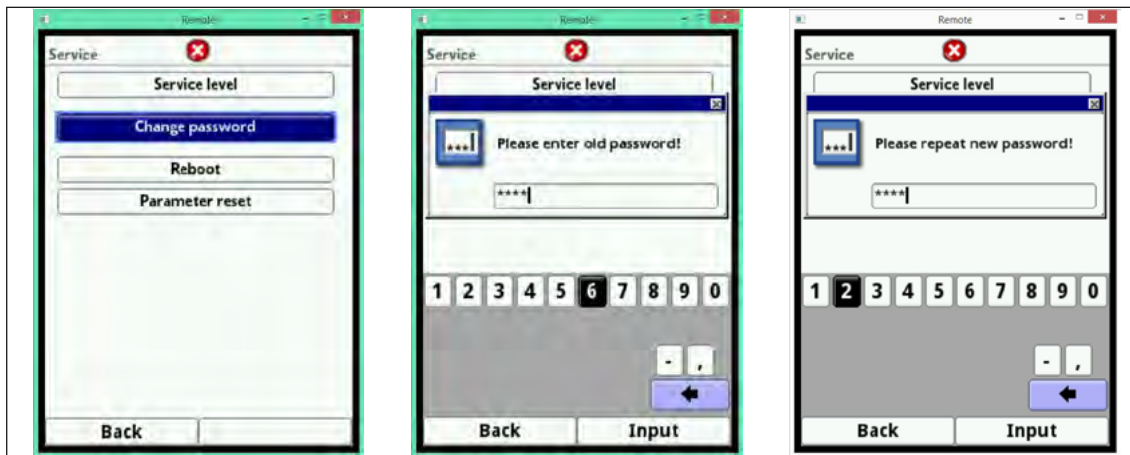 Remote
Service
Service level
Change password
Reboot
Parameter reset
Back
Remote
Service
Service level
Please enter old password!
****
1 2 3 4 5 6 7 8 9 0
- ,
Back Input
Remote
Service
Service level
Please repeat new password!
****
1 2 3 4 5 6 7 8 9 0
- ,
Back Input